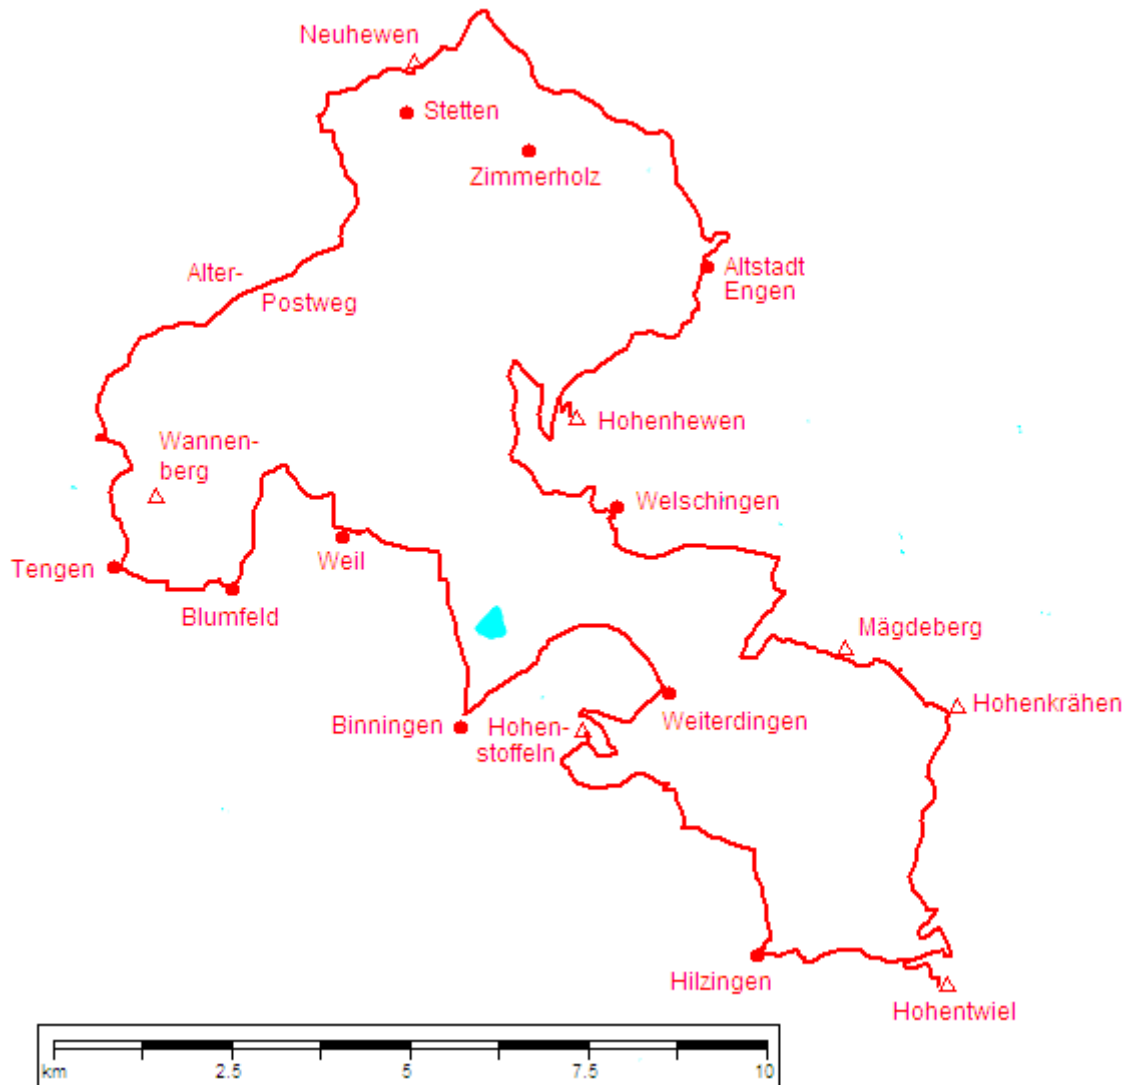 Neuhewen
Stetten
Zimmerholz
Altstadt
Engen
Alter-
Postweg
Hohenhewen
Wannen-
berg
Welschingen
Weil
Tengen
Blumfeld
Mägdeberg
Hohenkrähen
Weiterdingen
Binningen
Hohen-
stoffeln
Hilzingen
Hohentwiel
km 2.5 5 7.5 10